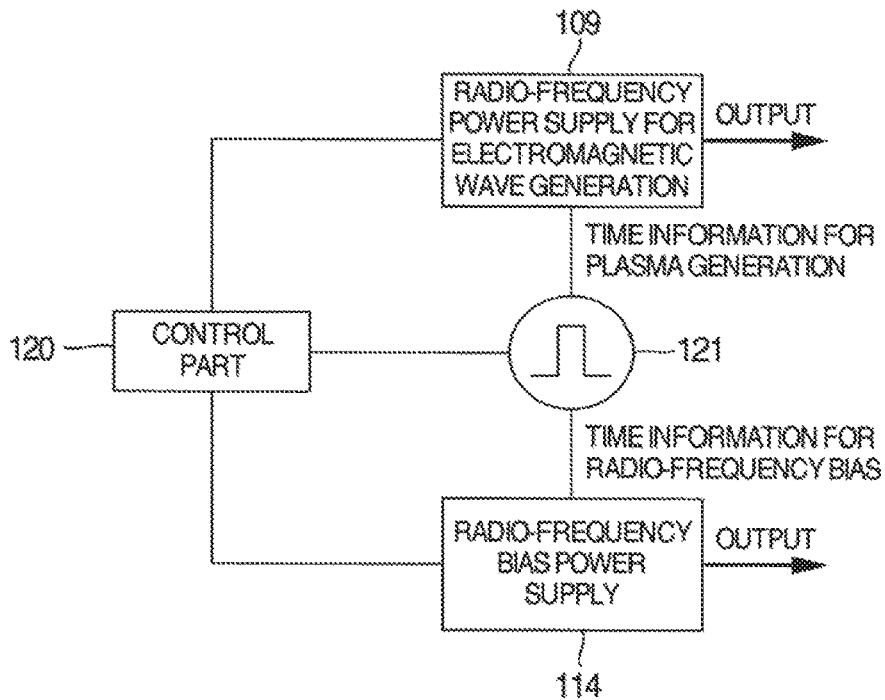 109
RADIO-FREQUENCY
POWER SUPPLY FOR
ELECTROMAGNETIC
WAVE GENERATION
OUTPUT
TIME INFORMATION FOR
PLASMA GENERATION
120
CONTROL
PART
121
TIME INFORMATION FOR
RADIO-FREQUENCY BIAS
RADIO-FREQUENCY
BIAS POWER
SUPPLY
OUTPUT
114